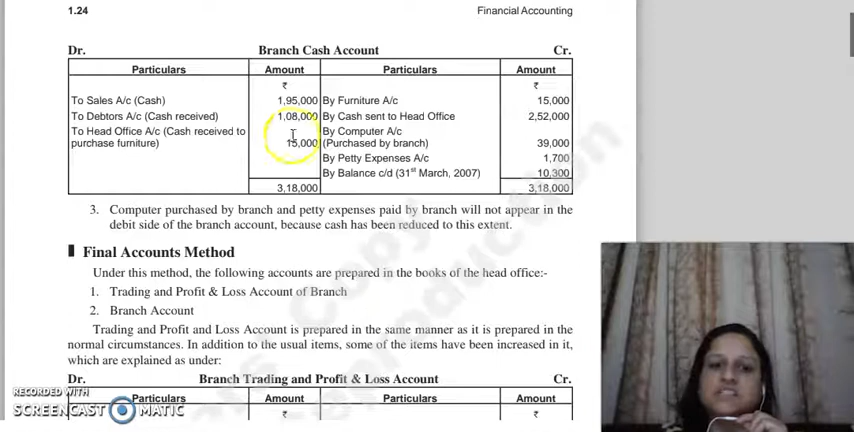 1.24 Financial Accounting
Dr. Branch Cash Account Cr.
Particulars Amount Particulars Amount
₹ ₹
To Sales A/c (Cash) 1,95,000 By Furniture A/c 15,000
To Debtors A/c (Cash received) 1,08,000 By Cash sent to Head Office 2,52,000
To Head Office A/c (Cash received to By Computer A/c
purchase furniture) 15,000 (Purchased by branch) 39,000
By Petty Expenses A/c 1,700
By Balance c/d (31st March, 2007) 10,300
3,18,000 3,18,000
3. Computer purchased by branch and petty expenses paid by branch will not appear in the
debit side of the branch account, because cash has been reduced to this extent.
Final Accounts Method
Under this method, the following accounts are prepared in the books of the head office:-
1. Trading and Profit & Loss Account of Branch
2. Branch Account
Trading and Profit and Loss Account is prepared in the same manner as it is prepared in the
normal circumstances. In addition to the usual items, some of the items have been increased in it,
which are explained as under:
Dr. Branch Trading and Profit & Loss Account Cr.
Particulars Amount Particulars Amount
₹ ₹
RECORDED WITH
SCREENCAST MATIC